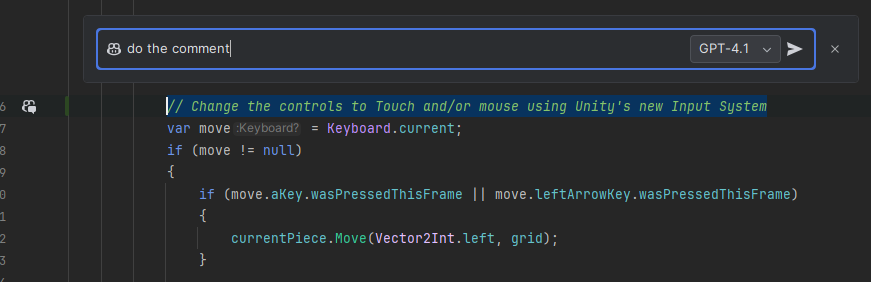 do the comment
GPT-4.1
6 // Change the controls to Touch and/or mouse using Unity's new Input System
7 var move :Keyboard? = Keyboard.current;
8 if (move != null)
9 {
0 if (move.aKey.wasPressedThisFrame || move.leftArrowKey.wasPressedThisFrame)
1 {
2 currentPiece.Move(Vector2Int.left, grid);
3 }